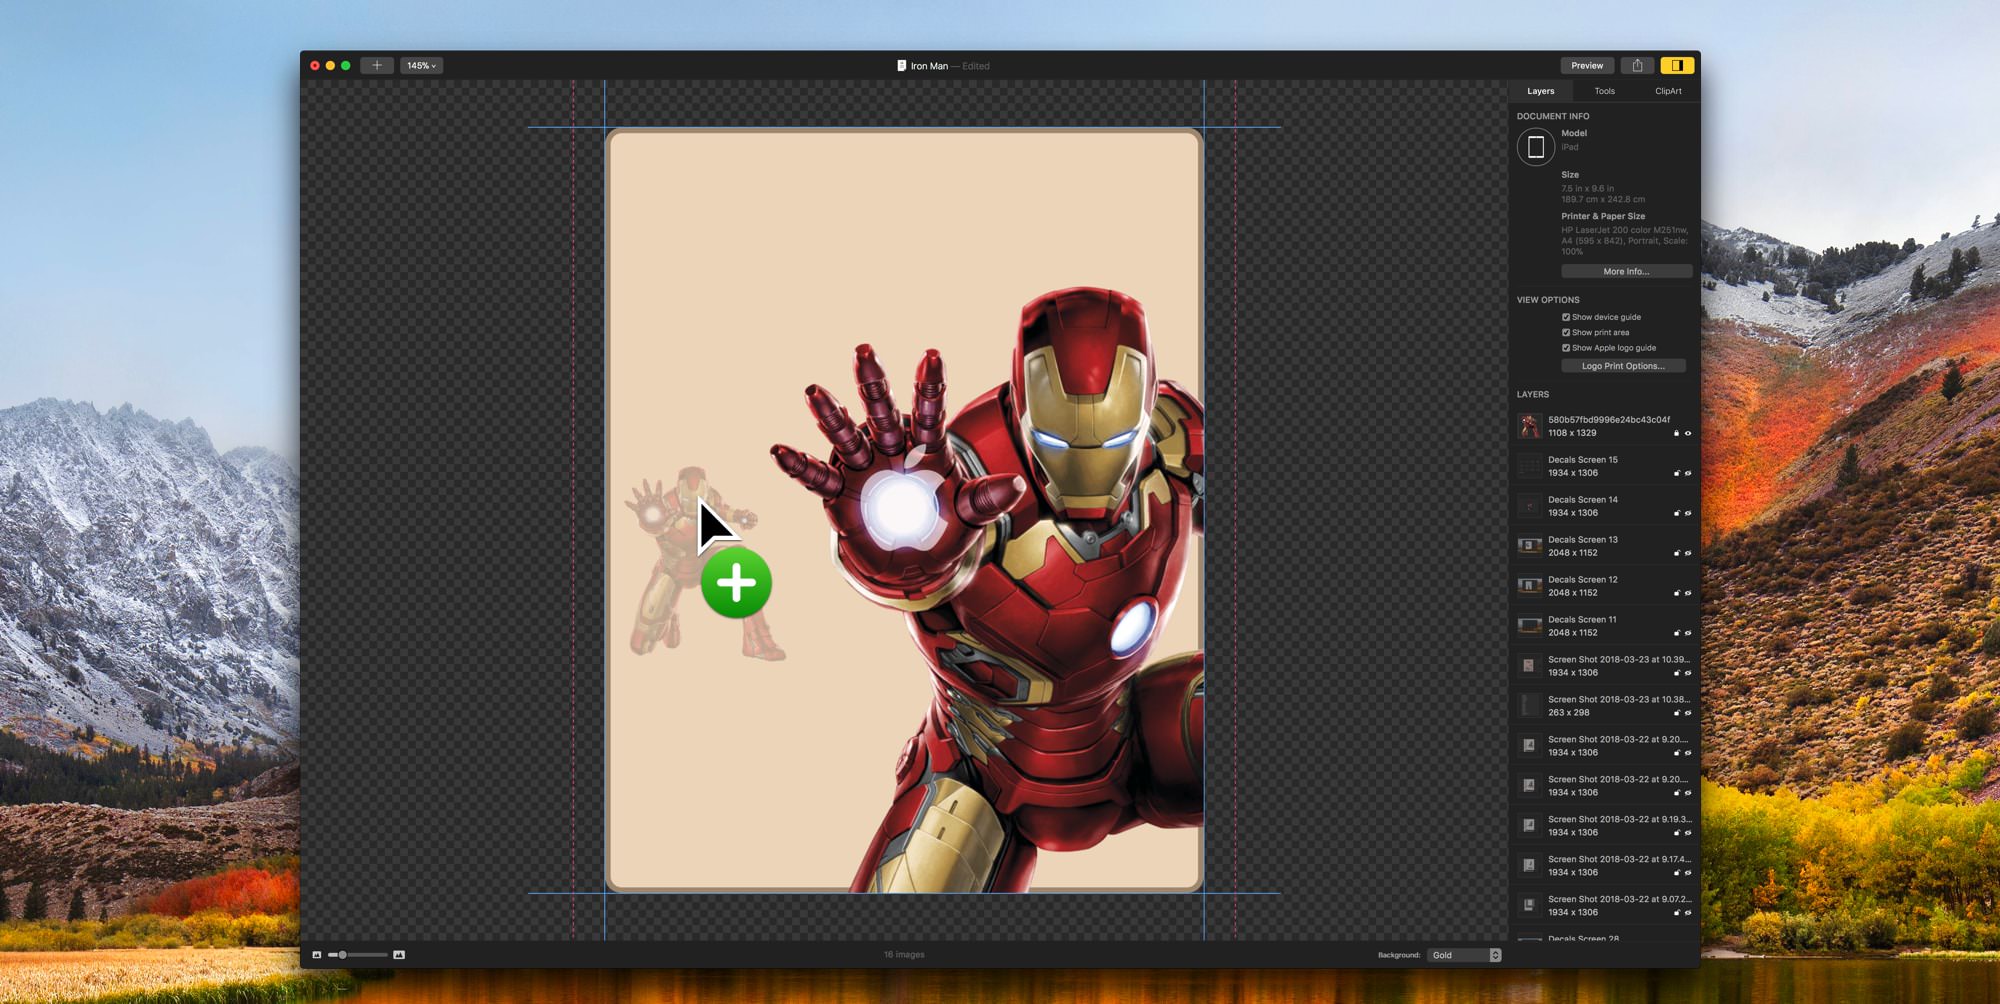 145%
Iron Man — Edited
Preview
Layers
Tools
ClipArt
DOCUMENT INFO
Model
iPad
Size
7.5 in x 9.6 in
189.7 cm x 242.8 cm
Printer & Paper Size
HP LaserJet 200 color M251nw,
A4 (595 x 842), Portrait, Scale:
100%
More Info...
VIEW OPTIONS
Show device guide
Show print area
Show Apple logo guide
Logo Print Options...
LAYERS
580b57fbd9996e24bc43c04f
1108 x 1329
Decals Screen 15
1934 x 1306
Decals Screen 14
1934 x 1306
Decals Screen 13
2048 x 1152
Decals Screen 12
2048 x 1152
Decals Screen 11
2048 x 1152
Screen Shot 2018-03-23 at 10.39...
1934 x 1306
Screen Shot 2018-03-23 at 10.38...
263 x 298
Screen Shot 2018-03-22 at 9.20....
1934 x 1306
Screen Shot 2018-03-22 at 9.20....
1934 x 1306
Screen Shot 2018-03-22 at 9.19.3...
1934 x 1306
Screen Shot 2018-03-22 at 9.17.4...
1934 x 1306
Screen Shot 2018-03-22 at 9.07.2...
1934 x 1306
Decals Screen 28
16 images
Background:
Gold